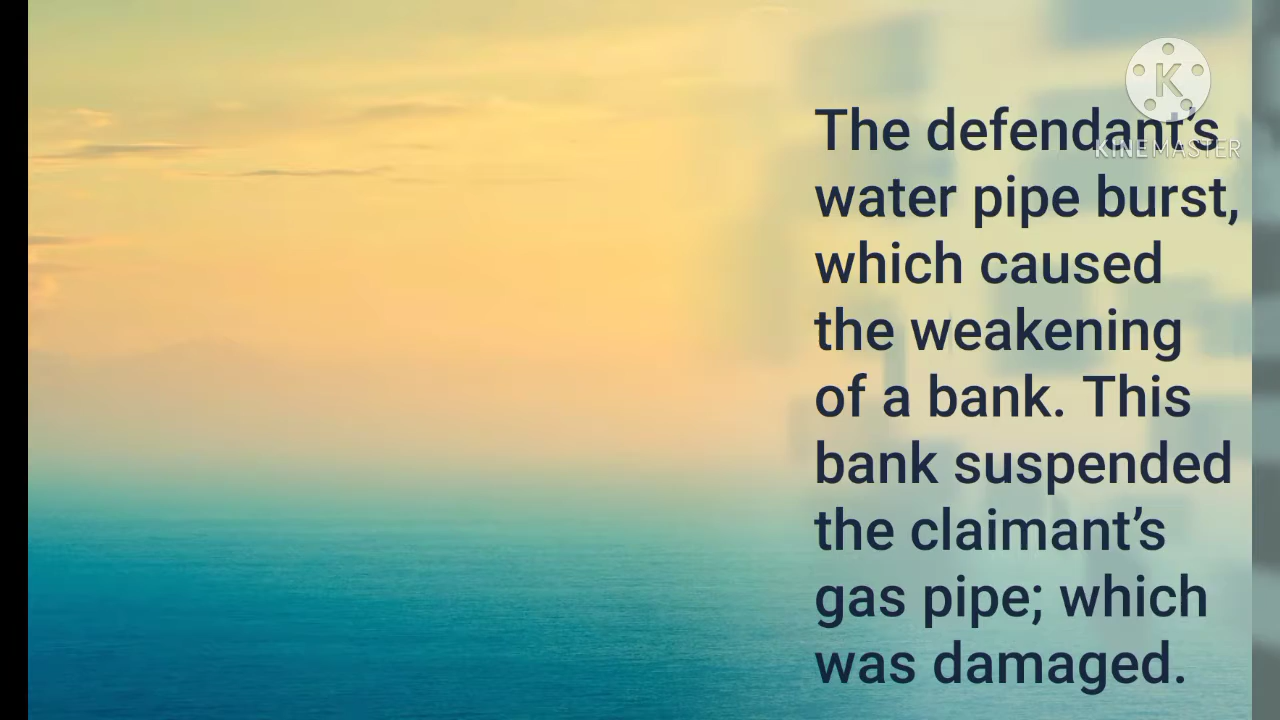 K
KINEMASTER
The defendant’s
water pipe burst,
which caused
the weakening
of a bank. This
bank suspended
the claimant’s
gas pipe; which
was damaged.